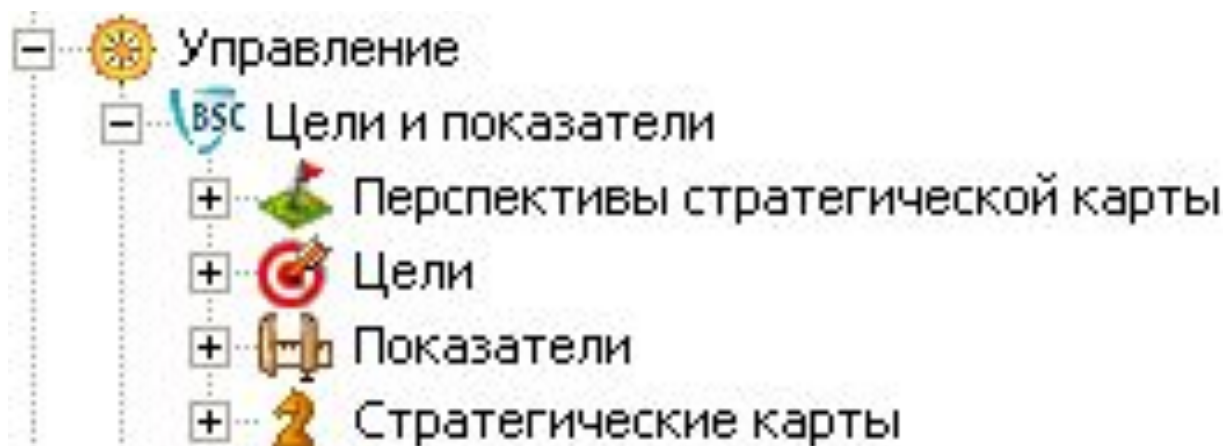 Управление
BSC Цели и показатели
Перспективы стратегической карты
Цели
Показатели
Стратегические карты